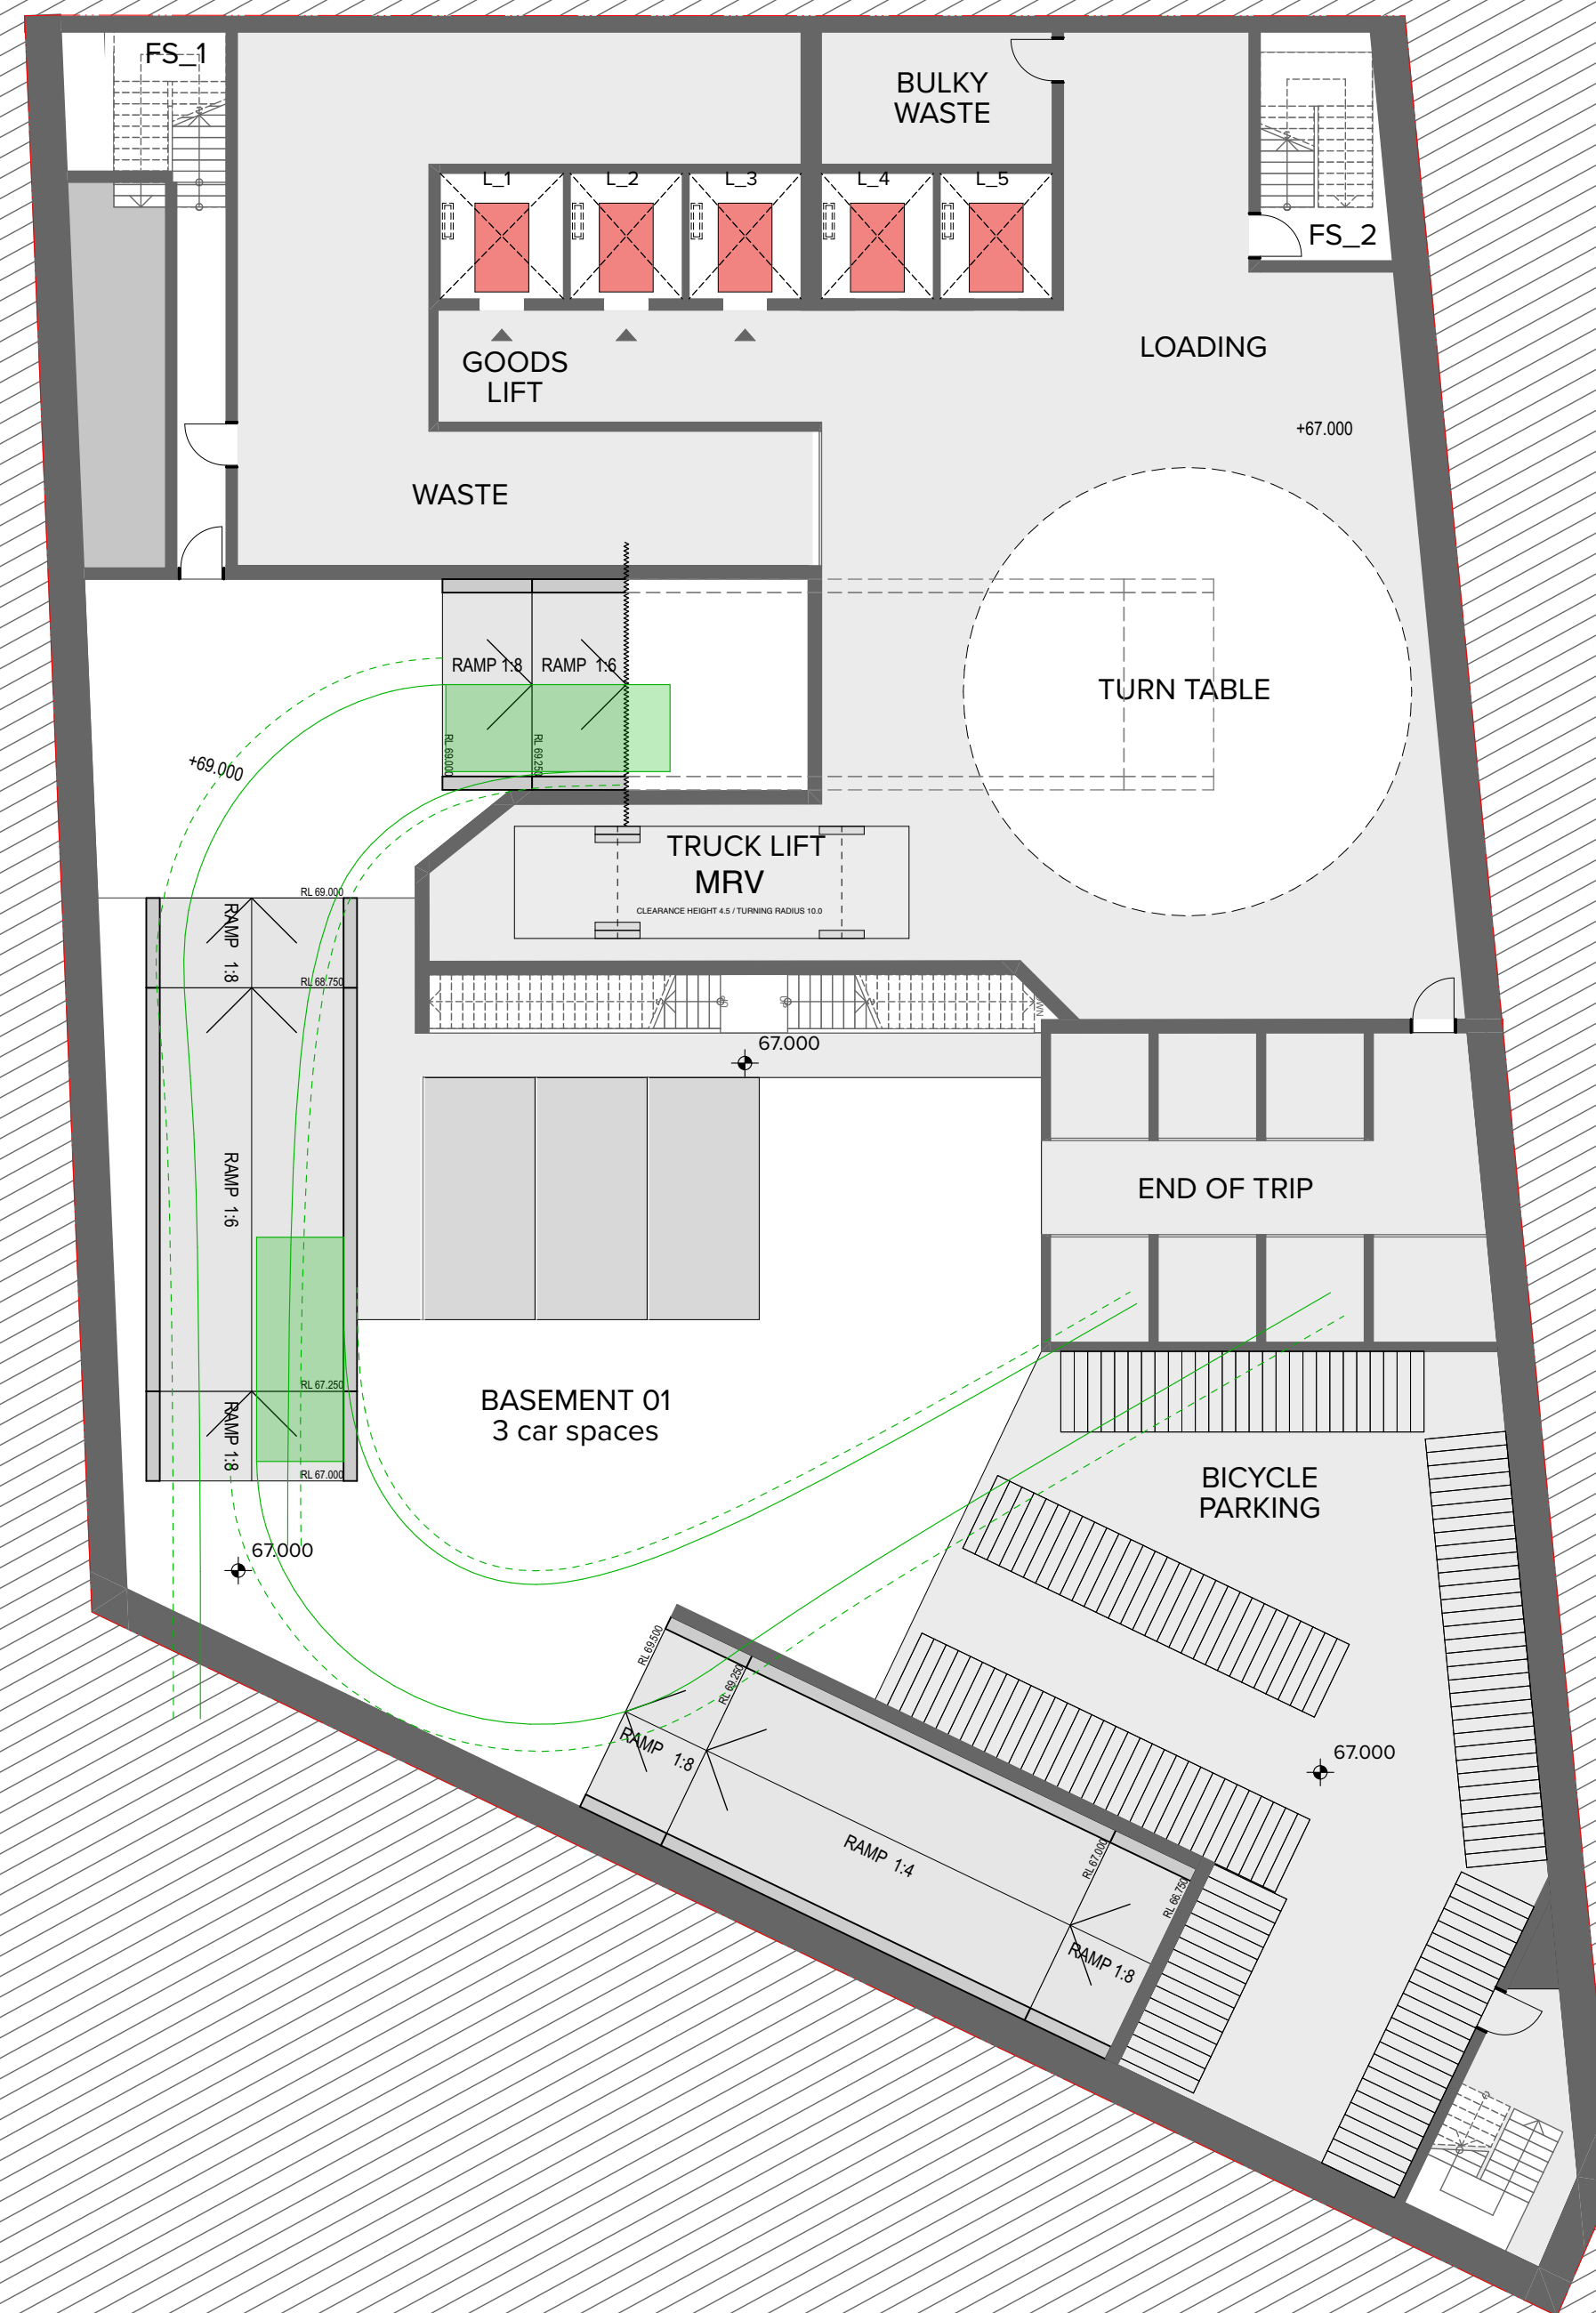 FS_1
BULKY
WASTE
L_1
L_2
L_3
L_4
L_5
FS_2
GOODS
LIFT
LOADING
+67.000
WASTE
RAMP 1:8
RAMP 1:6
RL 69.000
RL 69.250
TURN TABLE
+69.000
TRUCK LIFT
MRV
CLEARANCE HEIGHT 4.5 / TURNING RADIUS 10.0
RL 69.000
RAMP 1:8
RL 68.750
UP
UP
67.000
RAMP 1:6
END OF TRIP
RL 67.250
RAMP 1:8
RL 67.000
BASEMENT 01
3 car spaces
BICYCLE
PARKING
67.000
RL 69.500
RL 69.250
RAMP 1:8
67.000
RAMP 1:4
RL 67.000
RL 66.750
RAMP 1:8